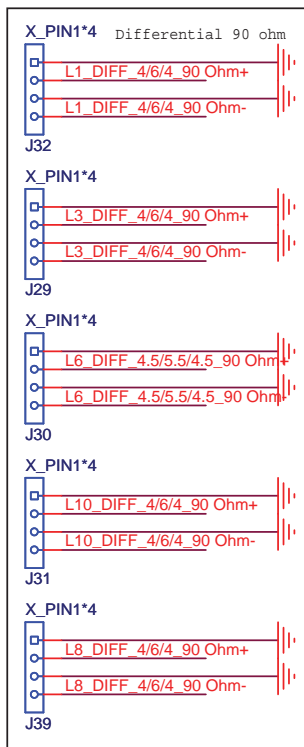 X_PIN1*4 Differential 90 ohm
L1_DIFF_4/6/4_90 Ohm+
L1_DIFF_4/6/4_90 Ohm-
J32
X_PIN1*4
L3_DIFF_4/6/4_90 Ohm+
L3_DIFF_4/6/4_90 Ohm-
J29
X_PIN1*4
L6_DIFF_4.5/5.5/4.5_90 Ohm+
L6_DIFF_4.5/5.5/4.5_90 Ohm-
J30
X_PIN1*4
L10_DIFF_4/6/4_90 Ohm+
L10_DIFF_4/6/4_90 Ohm-
J31
X_PIN1*4
L8_DIFF_4/6/4_90 Ohm+
L8_DIFF_4/6/4_90 Ohm-
J39